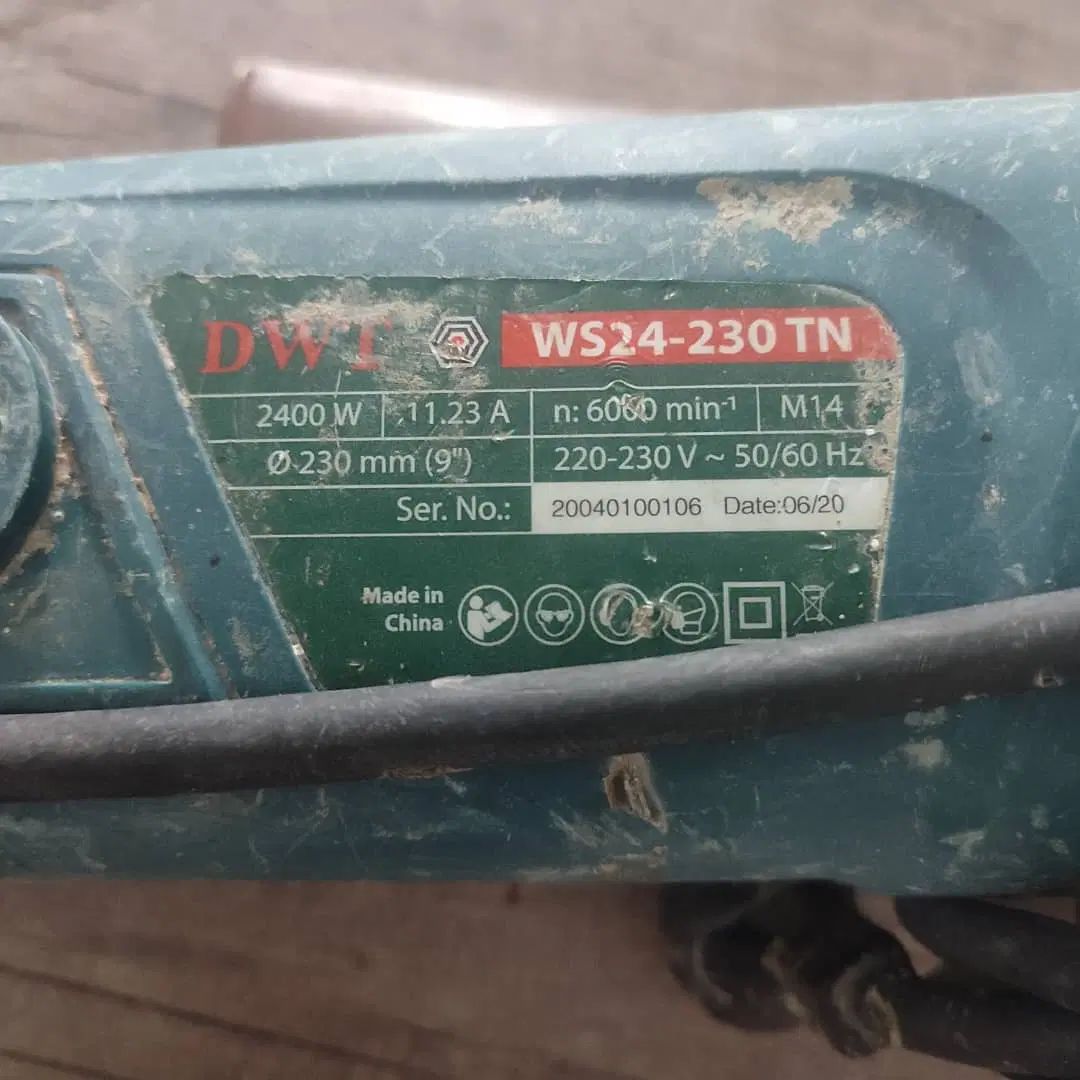 DWT WS24-230 TN
2400 W 11.23 A n: 6000 min⁻¹ M14
Ø 230 mm (9") 220-230 V ~ 50/60 Hz
Ser. No.: 20040100106 Date:06/20
Made in
China